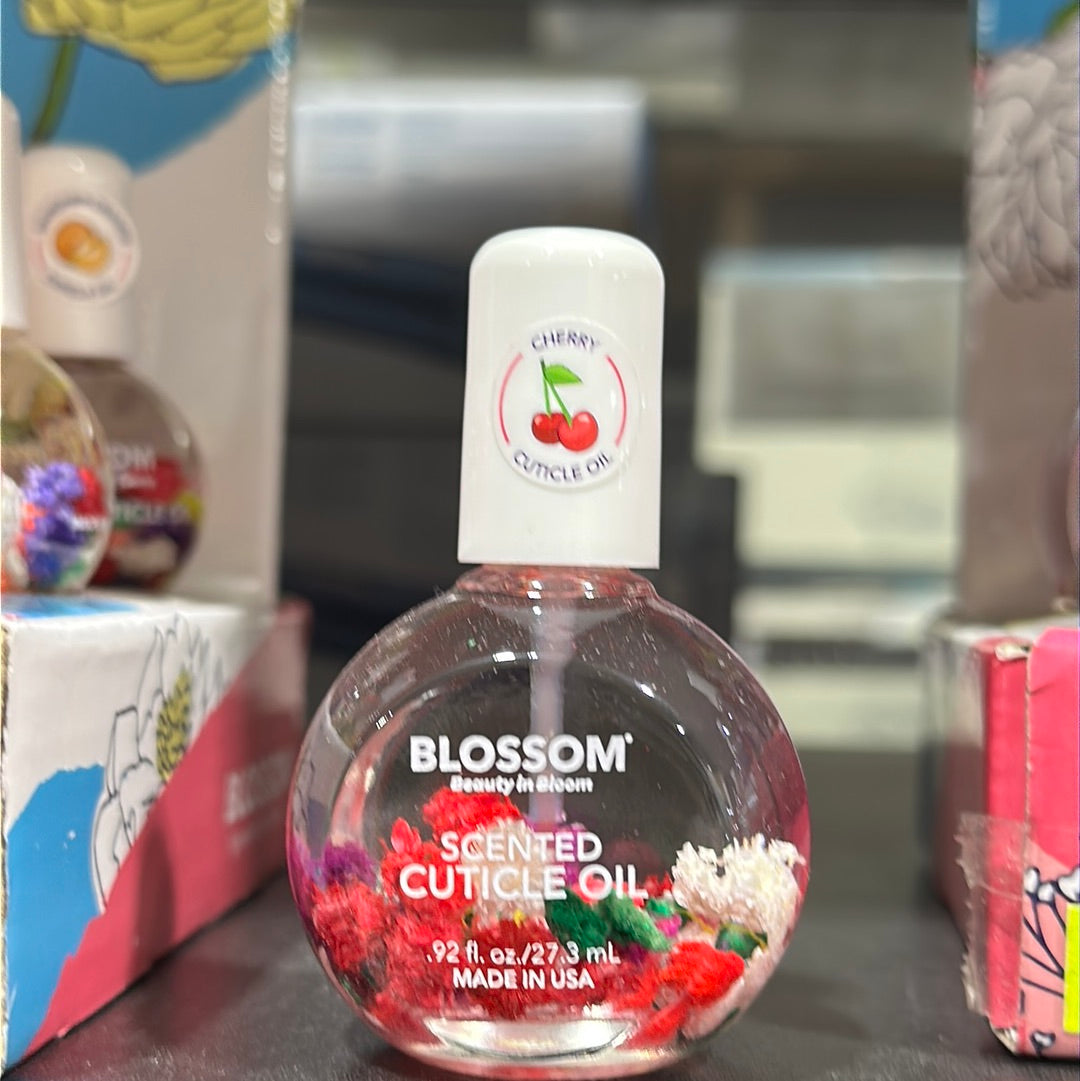 CHERRY
CUTICLE OIL
BLOSSOM
Beauty in Bloom
SCENTED
CUTICLE OIL
.92 fl. oz./27.3 mL
MADE IN USA